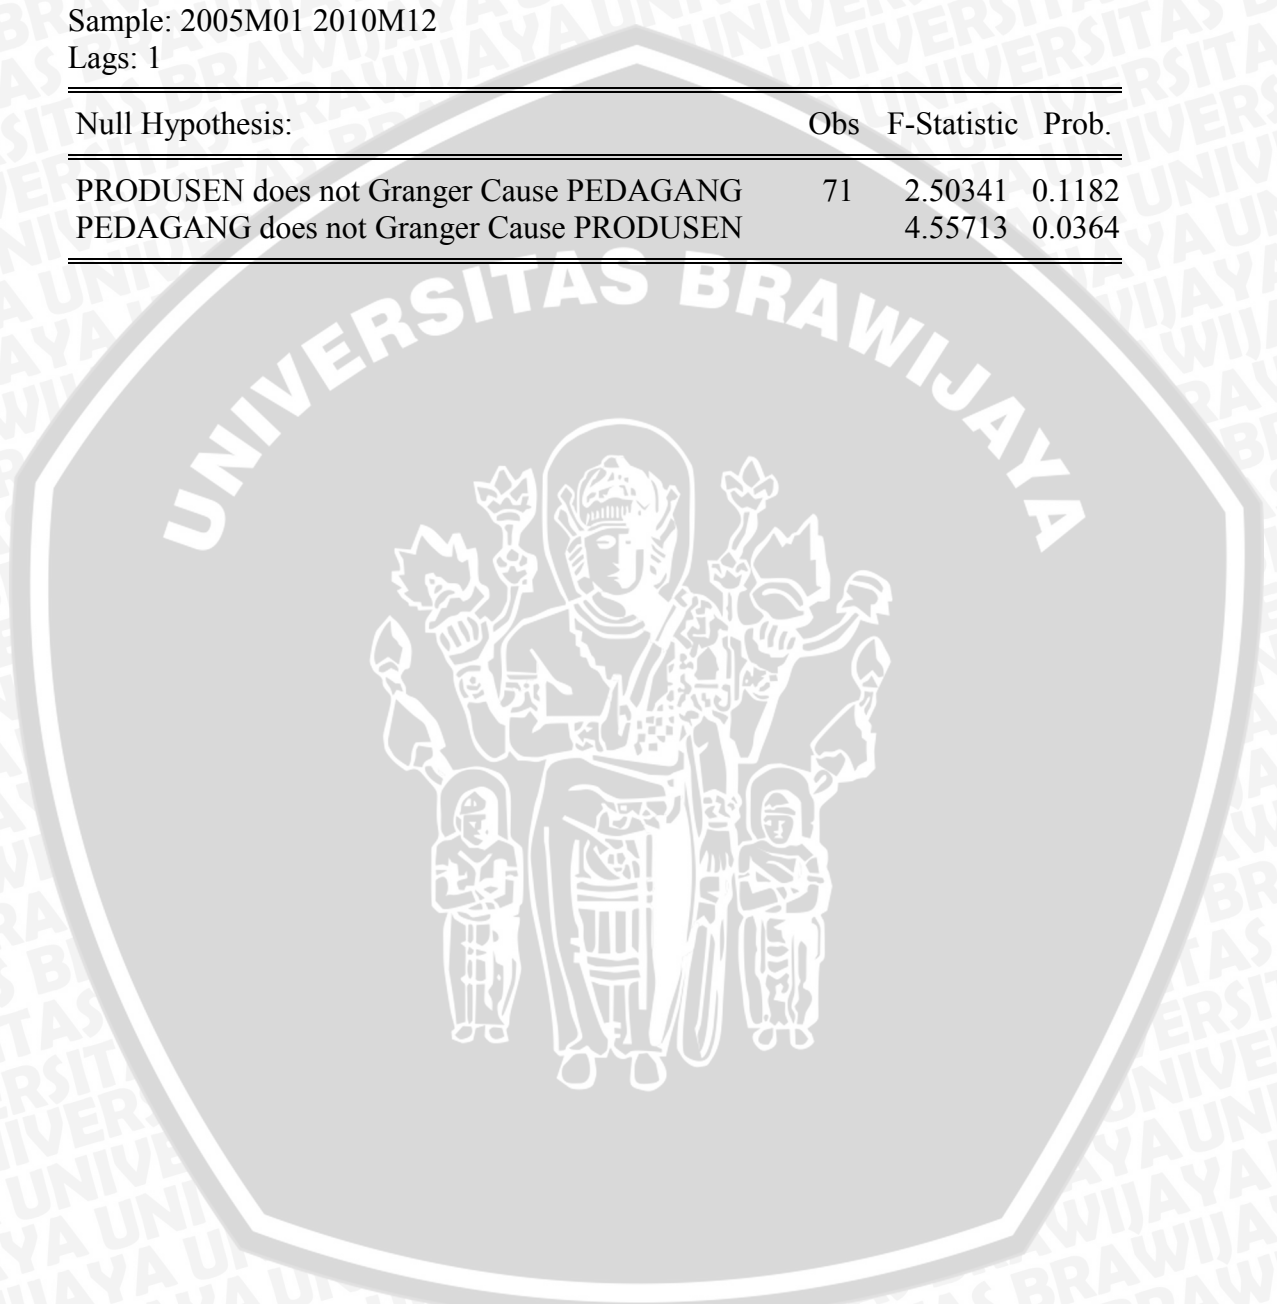 Sample: 2005M01 2010M12
Lags: 1
Null Hypothesis: Obs F-Statistic Prob.
PRODUSEN does not Granger Cause PEDAGANG 71 2.50341 0.1182
PEDAGANG does not Granger Cause PRODUSEN 4.55713 0.0364
UNIVERSITAS BRAWIJAYA